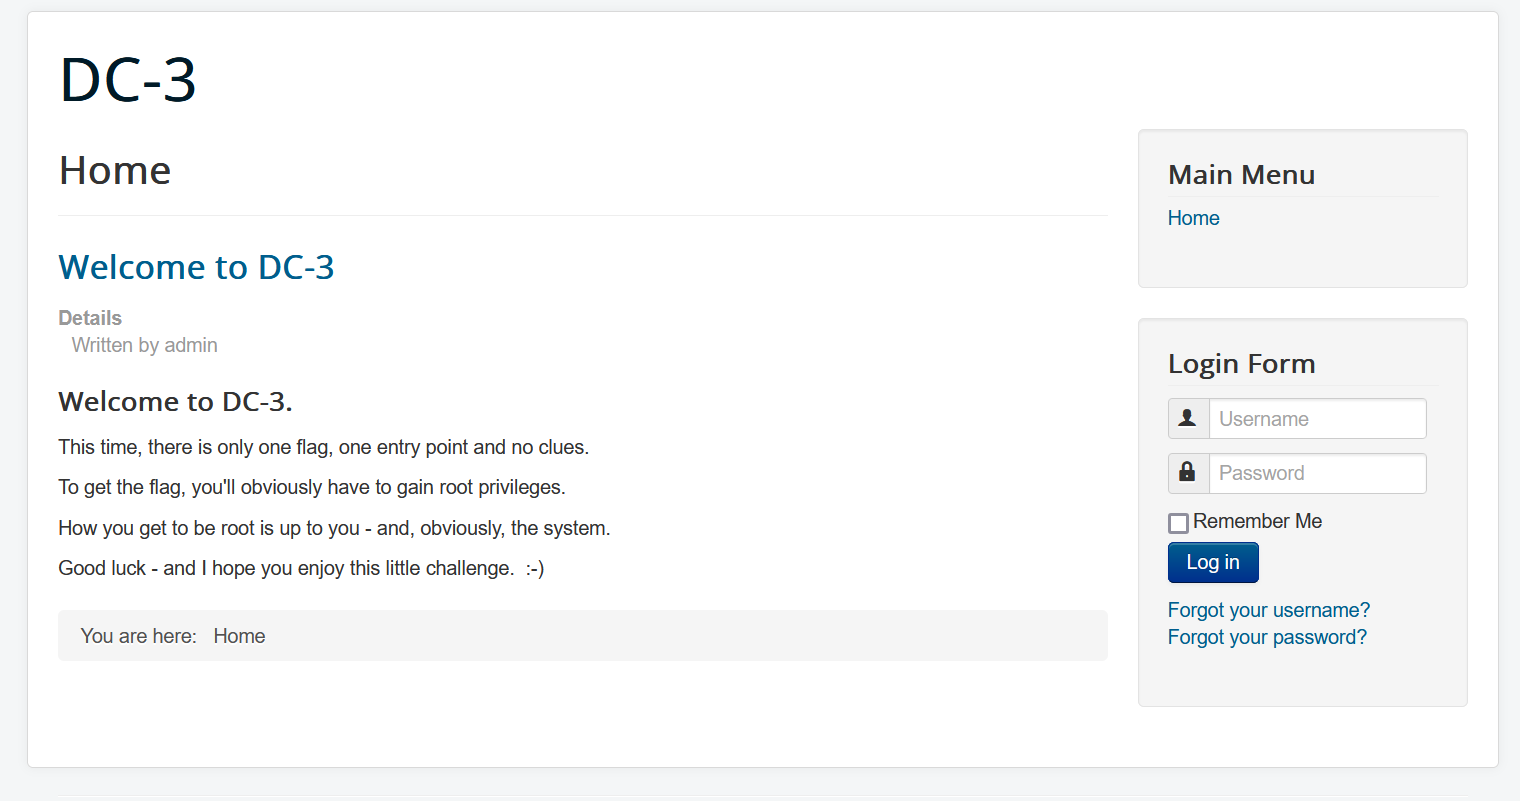 DC-3
Home
Welcome to DC-3
Details
Written by admin
Welcome to DC-3.
This time, there is only one flag, one entry point and no clues.
To get the flag, you'll obviously have to gain root privileges.
How you get to be root is up to you - and, obviously, the system.
Good luck - and I hope you enjoy this little challenge.  :-)
You are here: Home
Main Menu
Home
Login Form
Username
Password
Remember Me
Log in
Forgot your username?
Forgot your password?